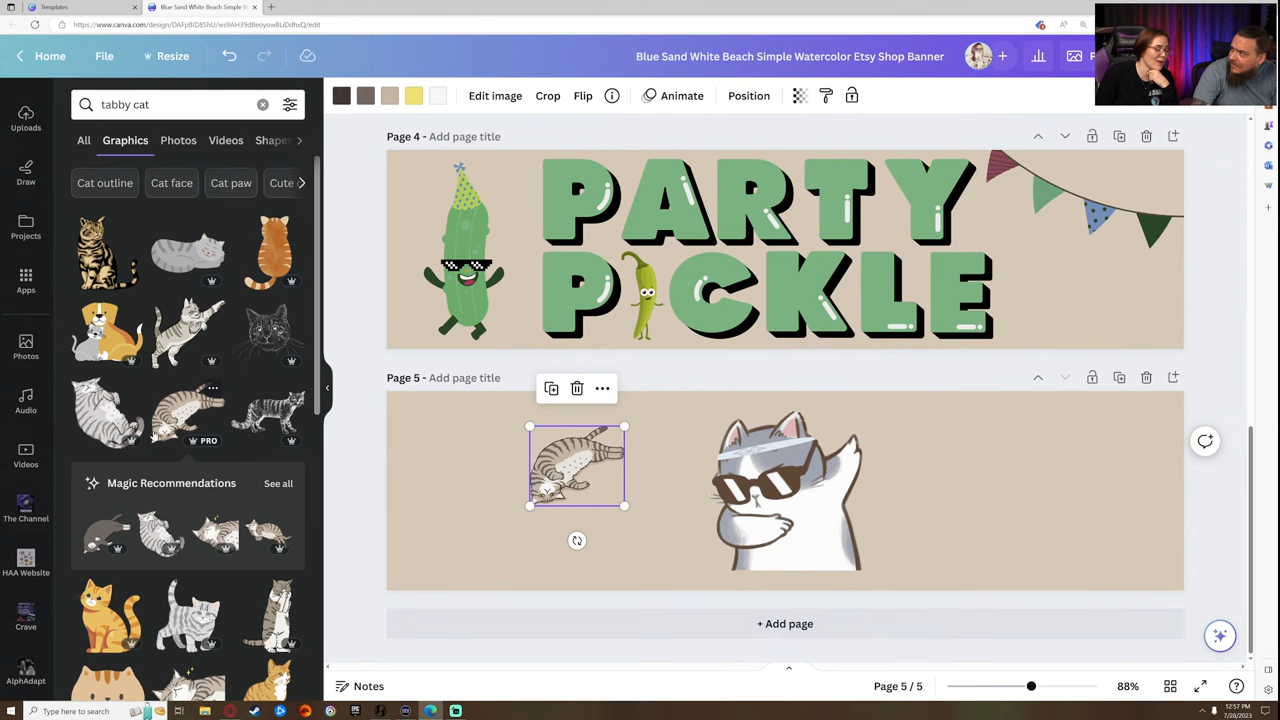 Templates
Blue Sand White Beach Simple W
https://www.canva.com/design/DAFp8ID8ShU/ws9AH39d8eoyow8LiDdhxQ/edit
Home
File
Resize
Blue Sand White Beach Simple Watercolor Etsy Shop Banner
tabby cat
Edit image
Crop
Flip
Animate
Position
Uploads
Draw
Projects
Apps
Photos
Audio
Videos
The Channel
HAA Website
Crave
AlphAdapt
All
Graphics
Photos
Videos
Shapes
Cat outline
Cat face
Cat paw
Cute
PRO
Magic Recommendations
See all
Page 4 - Add page title
PARTY
PICKLE
Page 5 - Add page title
+ Add page
Notes
Page 5 / 5
88%
Type here to search
12:57 PM
7/28/2023